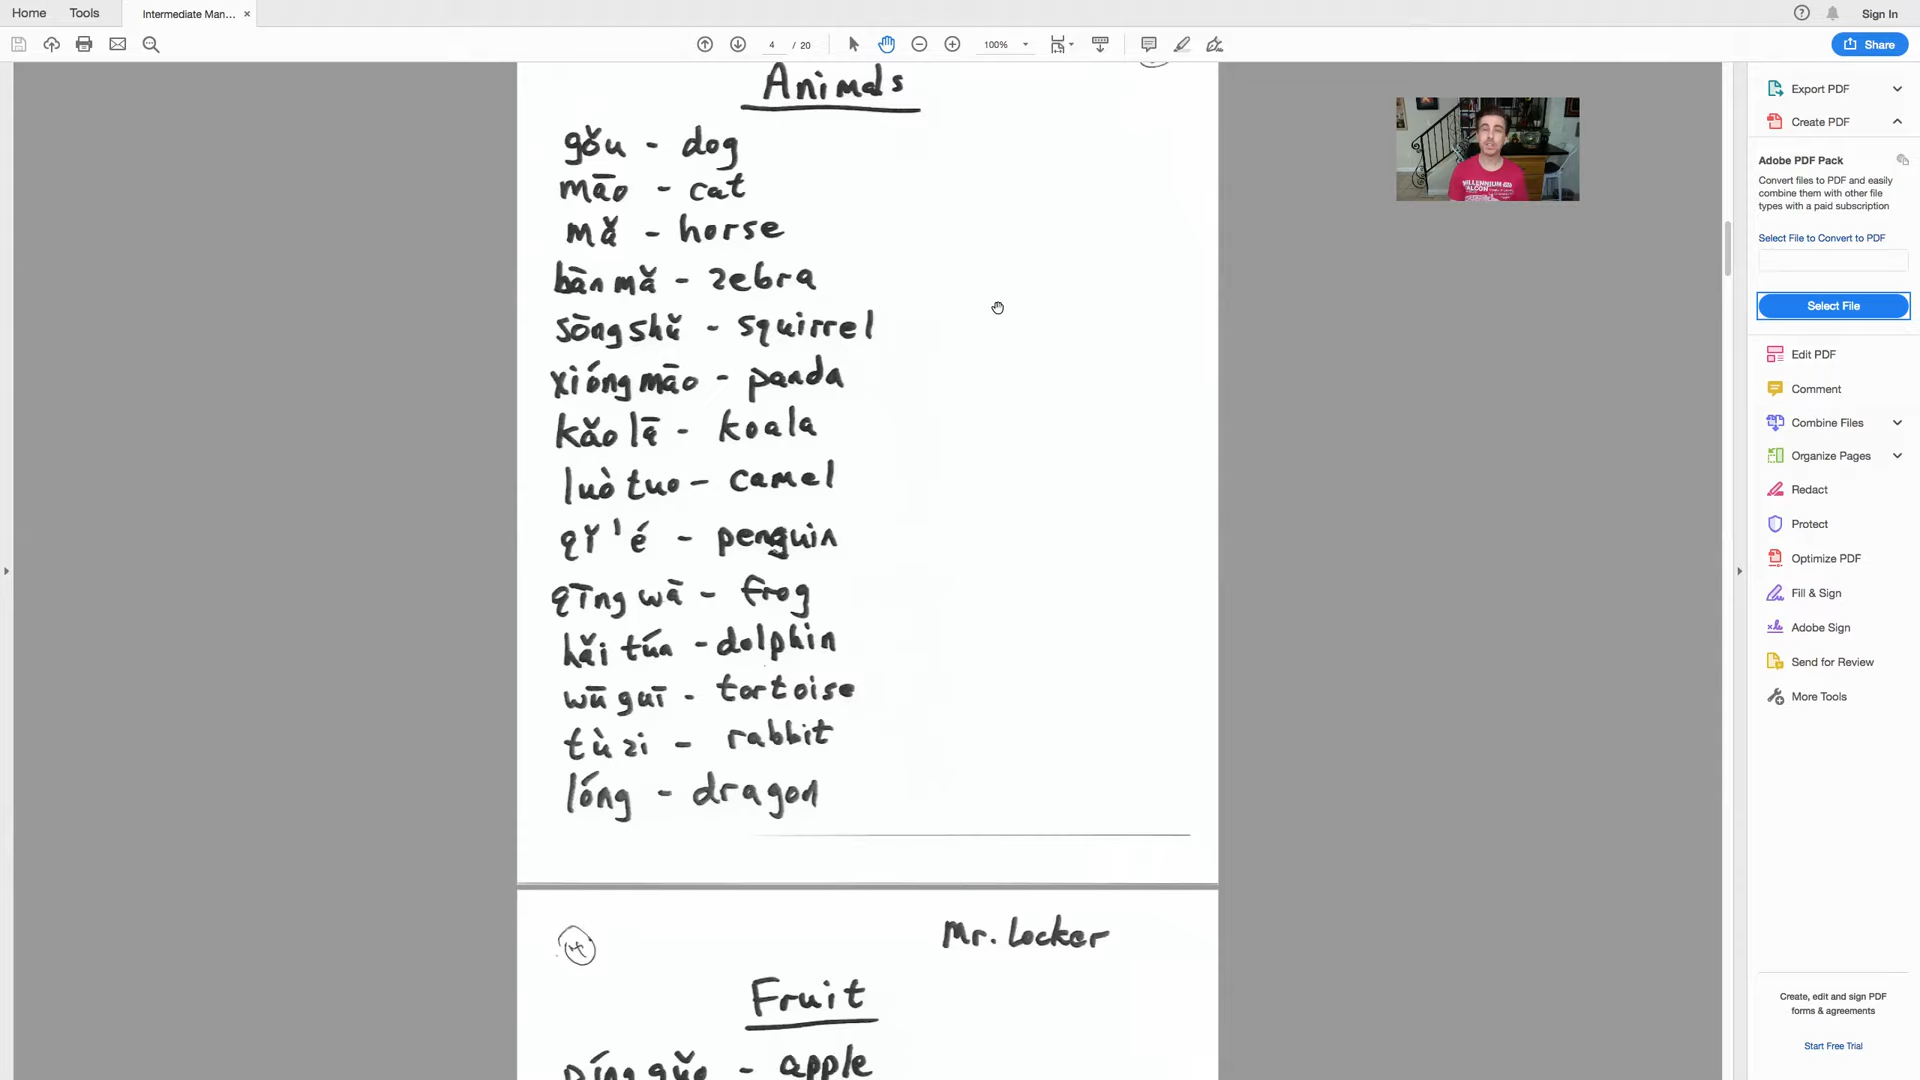 Home
Tools
Intermediate Man...
Sign In
4 / 20
100%
Share
Animals
gǒu - dog
māo - cat
mǎ - horse
bān mǎ - zebra
sōng shǔ - squirrel
xióng māo - panda
kǎo lā - koala
luò tuo - camel
qǐ'é - penguin
qīng wā - frog
hǎi tún - dolphin
wū guī - tortoise
tù zi - rabbit
lóng - dragon
4
Mr. Locker
Fruit
píng guǒ - apple
MILLENNIUM
FALCON
Export PDF
Create PDF
Adobe PDF Pack
Convert files to PDF and easily
combine them with other file
types with a paid subscription
Select File to Convert to PDF
Select File
Edit PDF
Comment
Combine Files
Organize Pages
Redact
Protect
Optimize PDF
Fill & Sign
Adobe Sign
Send for Review
More Tools
Create, edit and sign PDF
forms & agreements
Start Free Trial